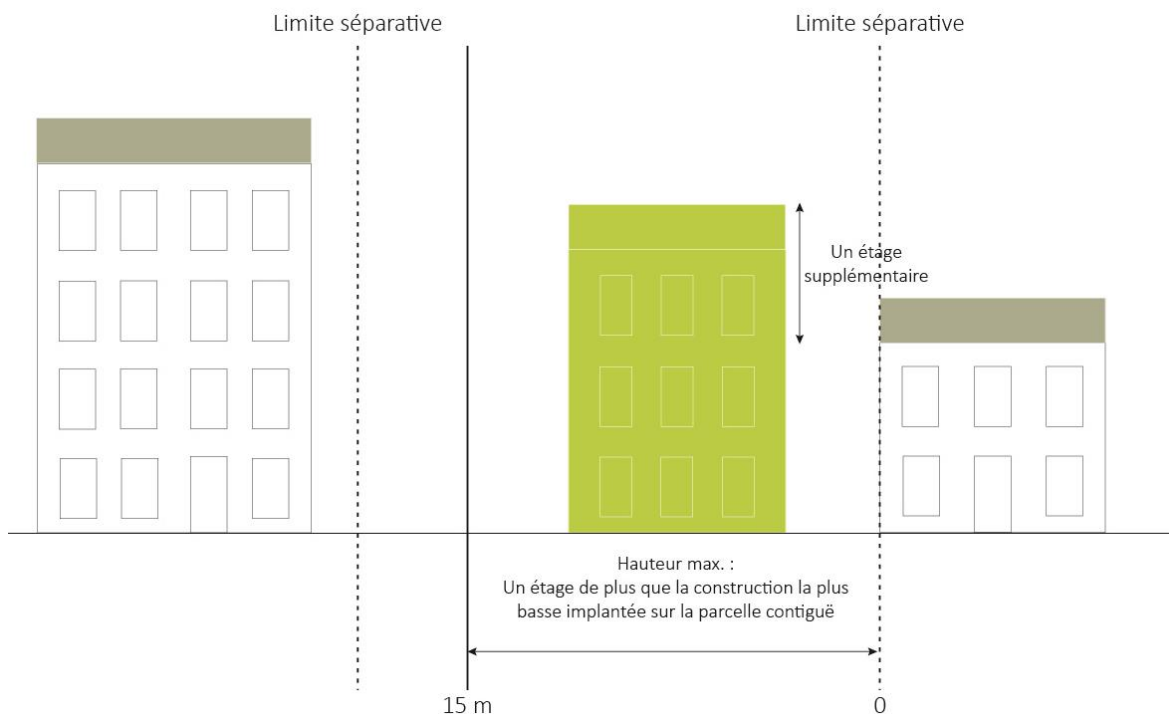 Limite séparative
Limite séparative
Un étage
supplémentaire
Hauteur max. :
Un étage de plus que la construction la plus
basse implantée sur la parcelle contiguë
15 m
0